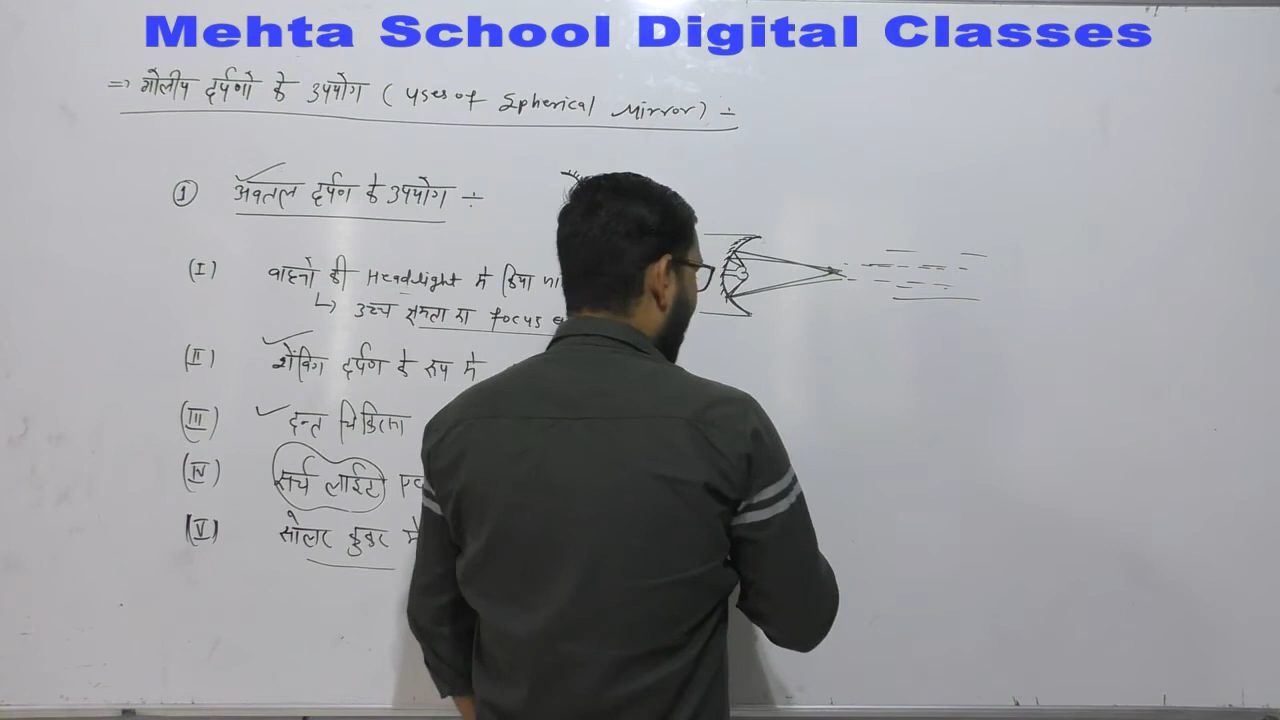 Mehta School Digital Classes
=> गोलीय दर्पणो के उपयोग ( Uses of Spherical Mirror) ÷
① अवतल दर्पण के उपयोग ÷
(I) वाहनो की Headlight मे किया
↳ उच्च क्षमता या focus
(II) शेविंग दर्पण के रूप मे
(III) दन्त चिकित्सा
(IV) सर्च लाईट एवं
(V) सोलर कुकर मे